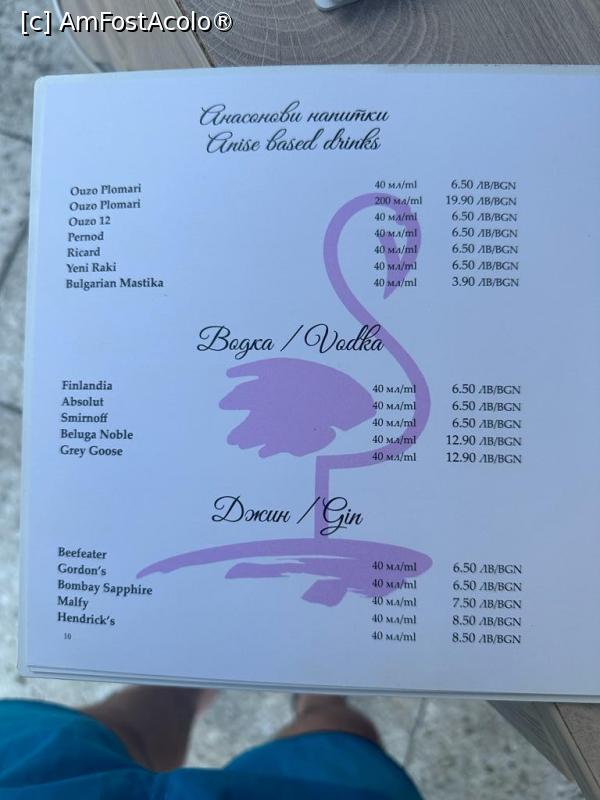 [c] AmFostAcolo®
Анасонови напитки
Anise based drinks
Ouzo Plomari 40 мл/ml 6.50 ЛВ/BGN
Ouzo Plomari 200 мл/ml 19.90 ЛВ/BGN
Ouzo 12 40 мл/ml 6.50 ЛВ/BGN
Pernod 40 мл/ml 6.50 ЛВ/BGN
Ricard 40 мл/ml 6.50 ЛВ/BGN
Yeni Raki 40 мл/ml 6.50 ЛВ/BGN
Bulgarian Mastika 40 мл/ml 3.90 ЛВ/BGN
Водка / Vodka
Finlandia 40 мл/ml 6.50 ЛВ/BGN
Absolut 40 мл/ml 6.50 ЛВ/BGN
Smirnoff 40 мл/ml 6.50 ЛВ/BGN
Beluga Noble 40 мл/ml 12.90 ЛВ/BGN
Grey Goose 40 мл/ml 12.90 ЛВ/BGN
Джин / Gin
Beefeater 40 мл/ml 6.50 ЛВ/BGN
Gordon's 40 мл/ml 6.50 ЛВ/BGN
Bombay Sapphire 40 мл/ml 7.50 ЛВ/BGN
Malfy 40 мл/ml 8.50 ЛВ/BGN
Hendrick's 40 мл/ml 8.50 ЛВ/BGN
10